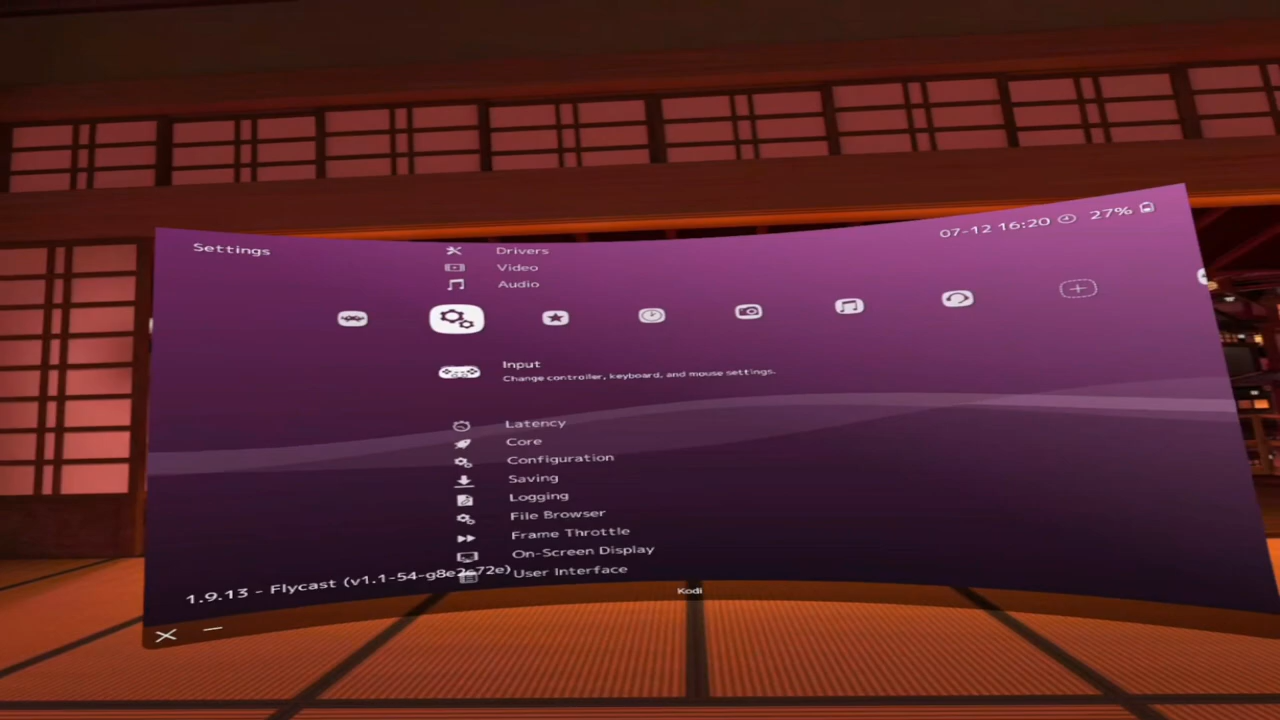 Settings
07-12 16:20 27%
Drivers
Video
Audio
Input
Change controller, keyboard, and mouse settings.
Latency
Core
Configuration
Saving
Logging
File Browser
Frame Throttle
On-Screen Display
User Interface
1.9.13 - Flycast (v1.1-54-g8e2c72e)
Kodi